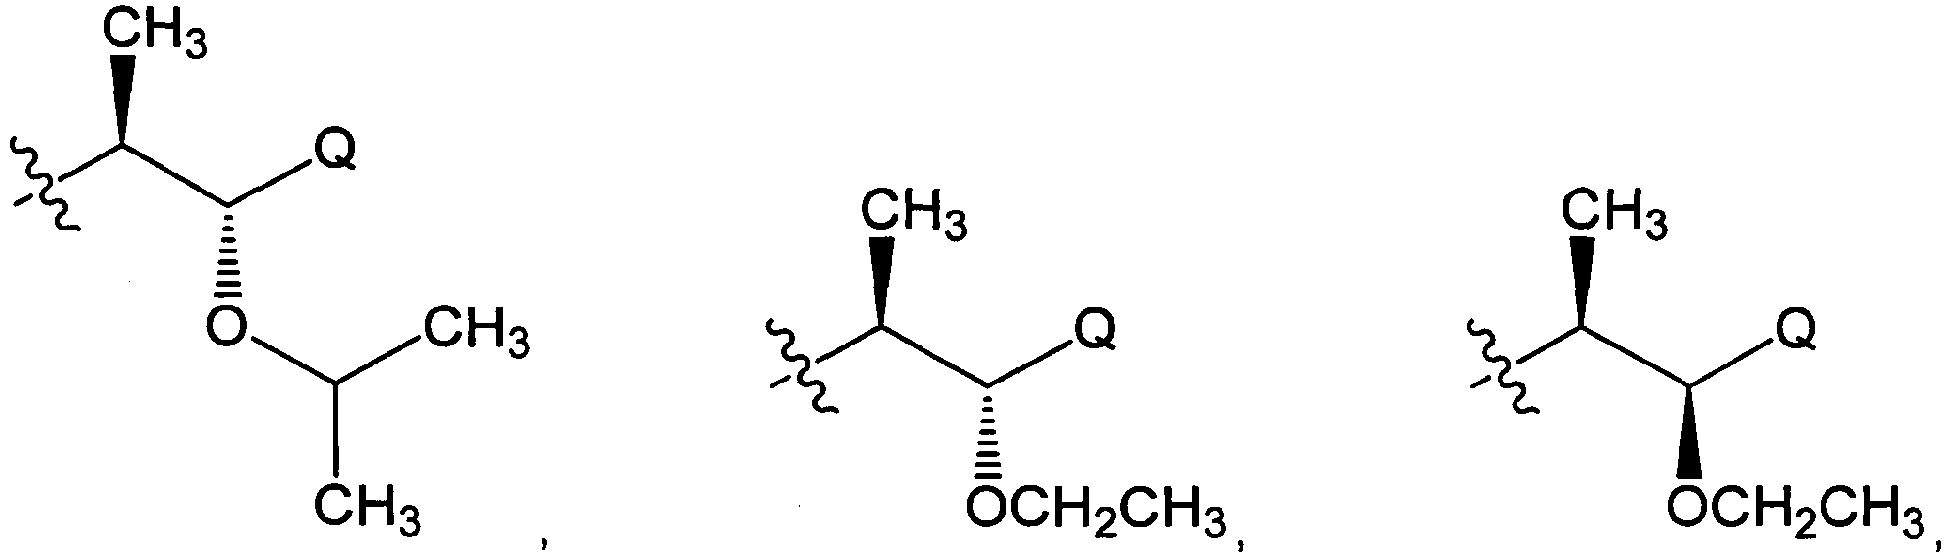 CH₃
Q
O
CH₃
CH₃
,
CH₃
Q
OCH₂CH₃,
CH₃
Q
OCH₂CH₃,